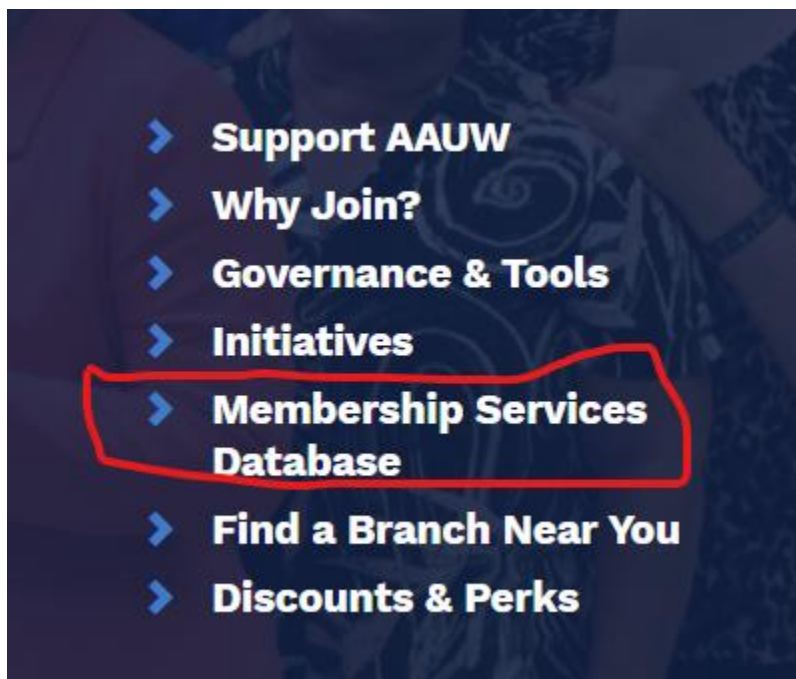 Support AAUW
Why Join?
Governance & Tools
Initiatives
Membership Services
Database
Find a Branch Near You
Discounts & Perks